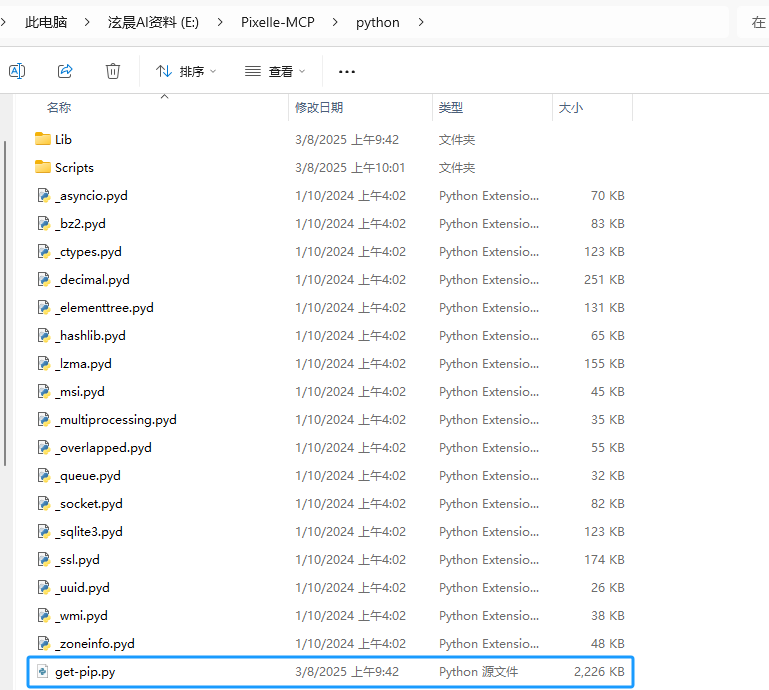 此电脑 > 泫晨AI资料 (E:) > Pixelle-MCP > python > 在
排序 查看 ...
名称 修改日期 类型 大小
Lib 3/8/2025 上午9:42 文件夹
Scripts 3/8/2025 上午10:01 文件夹
_asyncio.pyd 1/10/2024 上午4:02 Python Extensio... 70 KB
_bz2.pyd 1/10/2024 上午4:02 Python Extensio... 83 KB
_ctypes.pyd 1/10/2024 上午4:02 Python Extensio... 123 KB
_decimal.pyd 1/10/2024 上午4:02 Python Extensio... 251 KB
_elementtree.pyd 1/10/2024 上午4:02 Python Extensio... 131 KB
_hashlib.pyd 1/10/2024 上午4:02 Python Extensio... 65 KB
_lzma.pyd 1/10/2024 上午4:02 Python Extensio... 155 KB
_msi.pyd 1/10/2024 上午4:02 Python Extensio... 45 KB
_multiprocessing.pyd 1/10/2024 上午4:02 Python Extensio... 35 KB
_overlapped.pyd 1/10/2024 上午4:02 Python Extensio... 55 KB
_queue.pyd 1/10/2024 上午4:02 Python Extensio... 32 KB
_socket.pyd 1/10/2024 上午4:02 Python Extensio... 82 KB
_sqlite3.pyd 1/10/2024 上午4:02 Python Extensio... 123 KB
_ssl.pyd 1/10/2024 上午4:02 Python Extensio... 174 KB
_uuid.pyd 1/10/2024 上午4:02 Python Extensio... 26 KB
_wmi.pyd 1/10/2024 上午4:02 Python Extensio... 38 KB
_zoneinfo.pyd 1/10/2024 上午4:02 Python Extensio... 48 KB
get-pip.py 3/8/2025 上午9:42 Python 源文件 2,226 KB